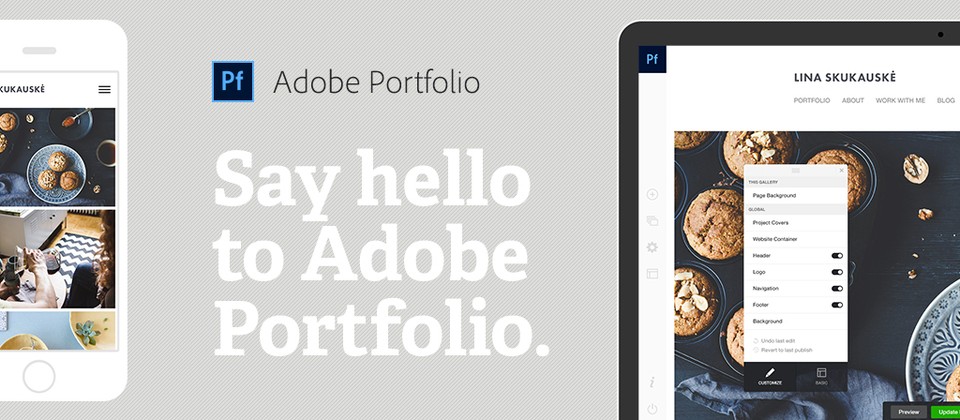 KUKAUSKĖ
Pf Adobe Portfolio
Say hello
to Adobe
Portfolio.
Pf
LINA SKUKAUSKĖ
PORTFOLIO ABOUT WORK WITH ME BLOG
THIS GALLERY
Page Background
GLOBAL
Project Covers
Website Container
Header
Logo
Navigation
Footer
Background
Undo last edit
Revert to last publish
CUSTOMIZE BASIC
Preview Update